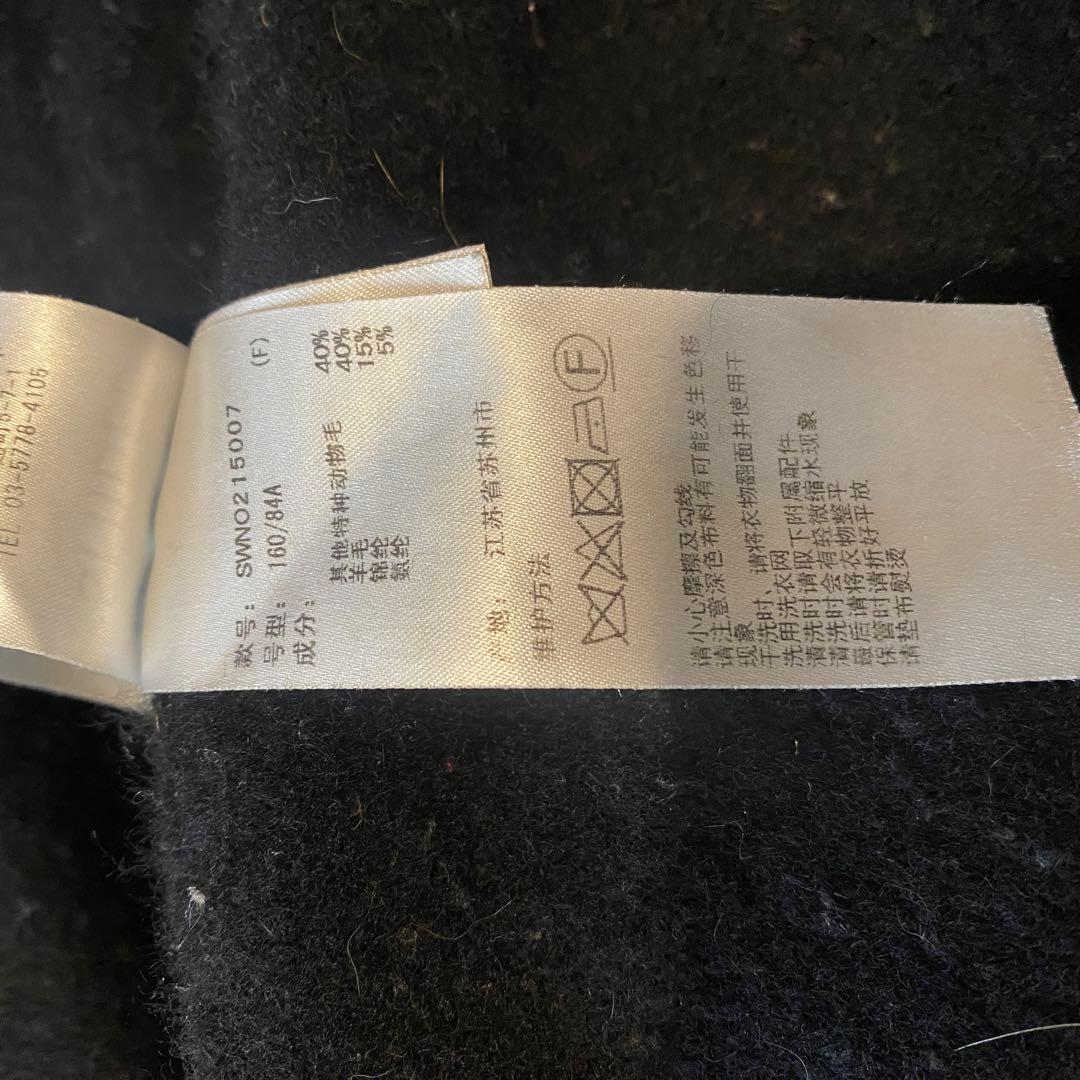 3-7-1
TEL 03-5778-4106
款号: SWNO215007 (F)
号型: 160/84A
成分:
其他特种动物毛 40%
羊毛 40%
锦纶 15%
氨纶 5%
产地: 江苏省苏州市
维护方法
F
请小心摩擦及勾线
请注意深色布料有可能发生色移
现象
干洗时、请将衣物翻面并使用干
洗用洗衣网
清洗时请取下附属配件
清洗时会有轻微缩水现象
最后请将衣物整平
保管时请折好平放
请垫布熨烫